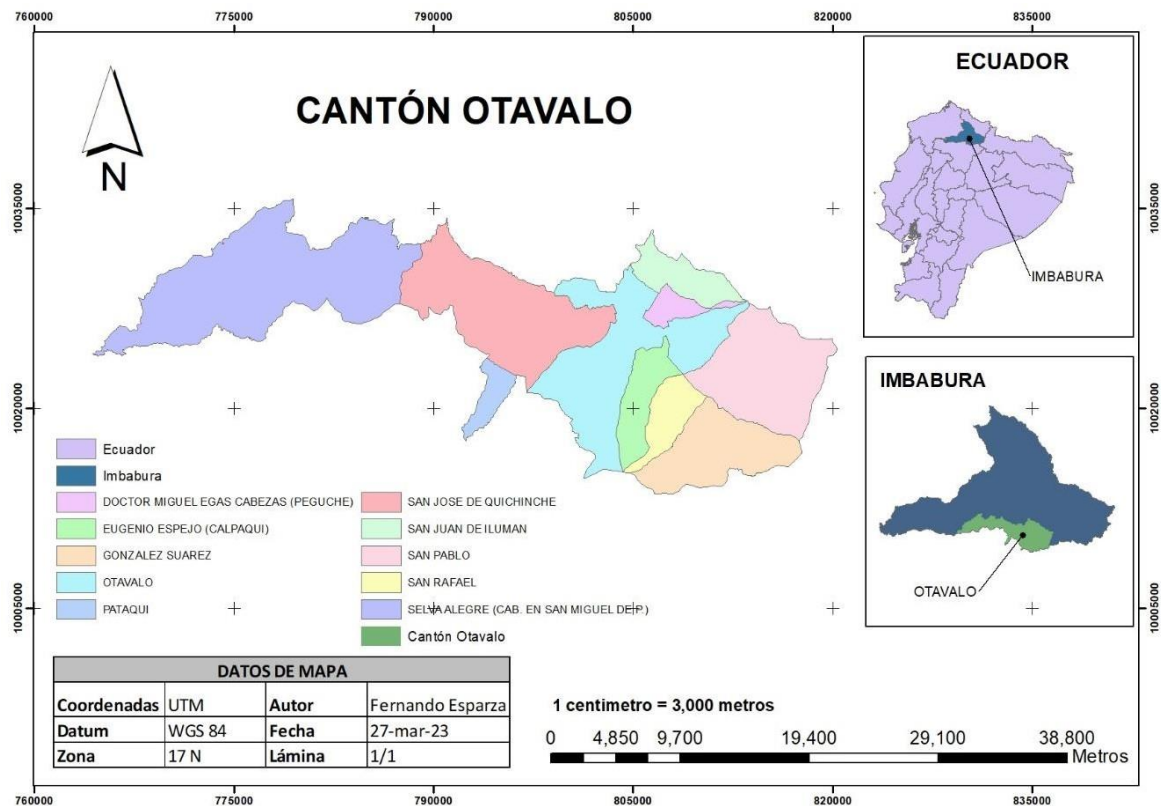 760000 775000 790000 805000 820000 835000
CANTÓN OTAVALO
N
ECUADOR
IMBABURA
IMBABURA
OTAVALO
10035000 10035000
10020000 10020000
10005000 10005000
Ecuador
Imbabura
DOCTOR MIGUEL EGAS CABEZAS (PEGUCHE)
EUGENIO ESPEJO (CALPAQUI)
GONZALEZ SUAREZ
OTAVALO
PATAQUI
SAN JOSE DE QUICHINCHE
SAN JUAN DE ILUMAN
SAN PABLO
SAN RAFAEL
SELVA ALEGRE (CAB. EN SAN MIGUEL DE P.)
Cantón Otavalo
DATOS DE MAPA
Coordenadas UTM Autor Fernando Esparza
Datum WGS 84 Fecha 27-mar-23
Zona 17 N Lámina 1/1
1 centimetro = 3,000 metros
0 4,850 9,700 19,400 29,100 38,800
Metros
760000 775000 790000 805000 820000 835000